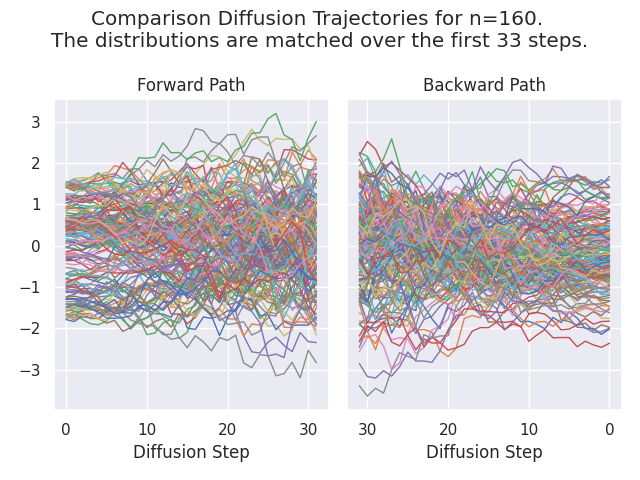 Comparison Diffusion Trajectories for n=160.
The distributions are matched over the first 33 steps.
Forward Path
Backward Path
3
2
1
0
−1
−2
−3
0 10 20 30
30 20 10 0
Diffusion Step
Diffusion Step